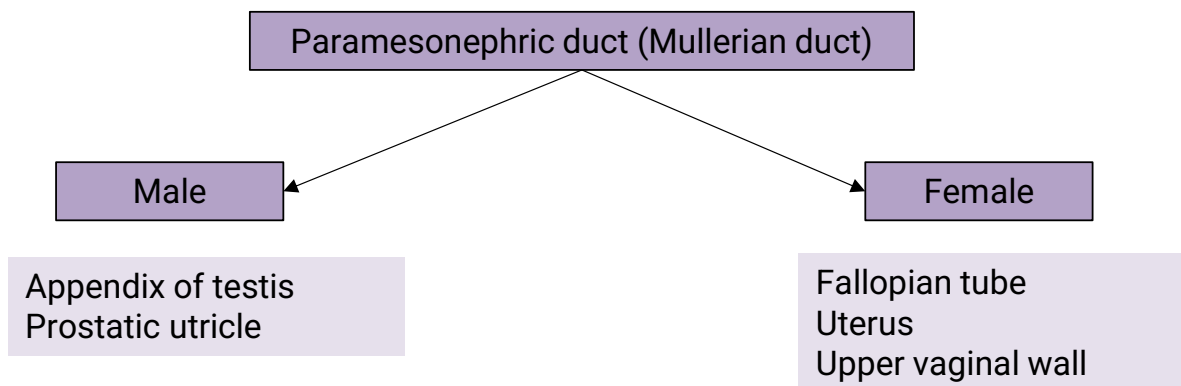 Paramesonephric duct (Mullerian duct)
Male
Female
Appendix of testis
Prostatic utricle
Fallopian tube
Uterus
Upper vaginal wall